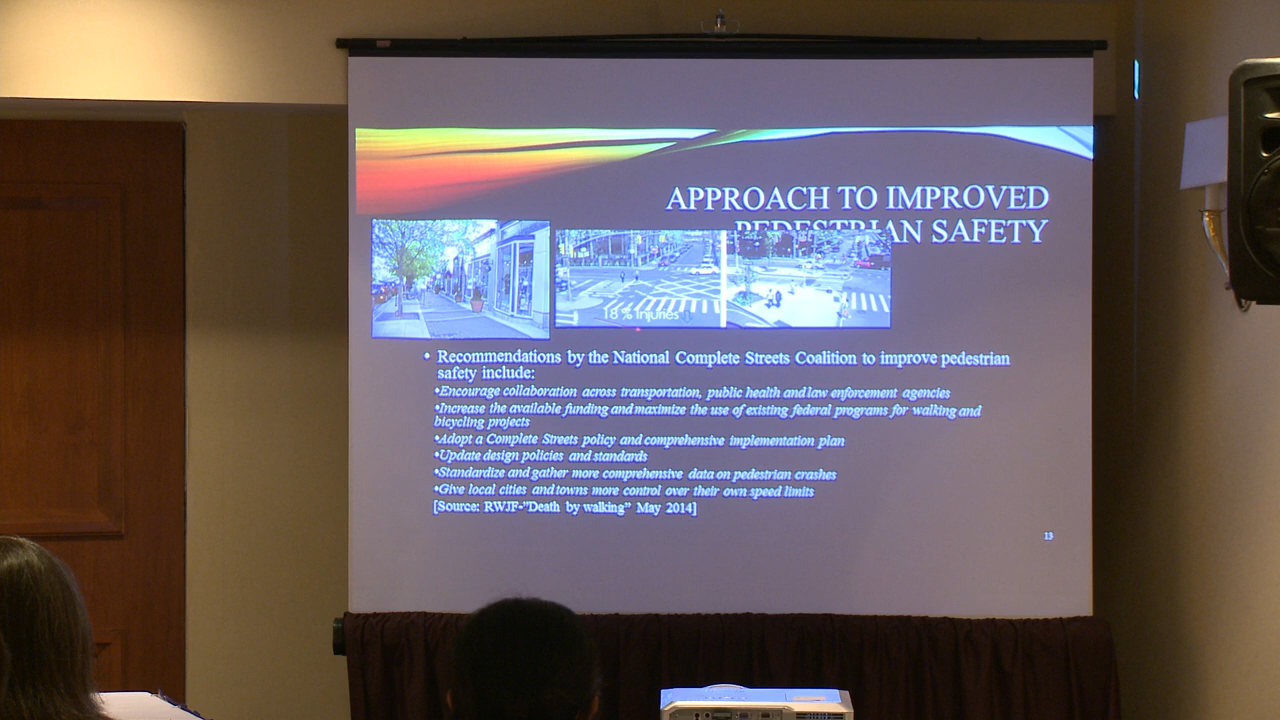 APPROACH TO IMPROVED
PEDESTRIAN SAFETY
18 % Injuries
• Recommendations by the National Complete Streets Coalition to improve pedestrian
safety include:
•Encourage collaboration across transportation, public health and law enforcement agencies
•Increase the available funding and maximize the use of existing federal programs for walking and
bicycling projects
•Adopt a Complete Streets policy and comprehensive implementation plan
•Update design policies and standards
•Standardize and gather more comprehensive data on pedestrian crashes
•Give local cities and towns more control over their own speed limits
[Source: RWJF-"Death by walking" May 2014]
13